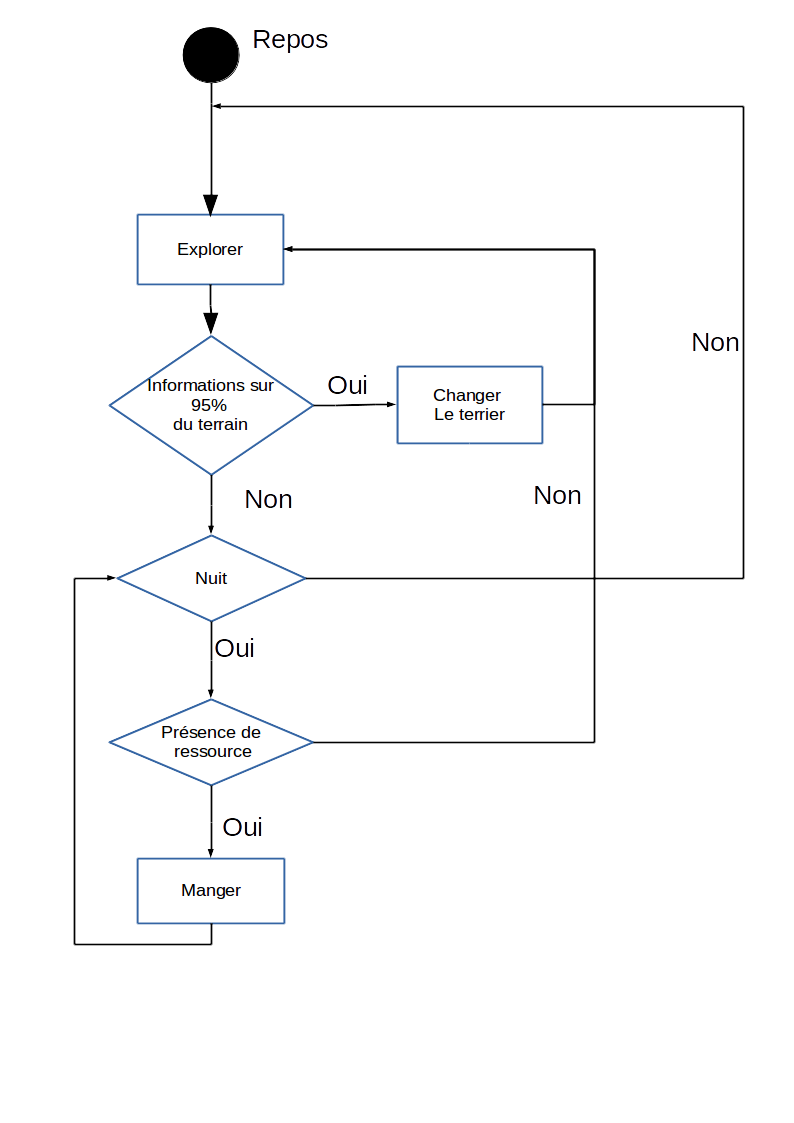 Repos
Explorer
Non
Informations sur
95%
du terrain
Oui
Changer
Le terrier
Non
Non
Nuit
Oui
Présence de
ressource
Oui
Manger